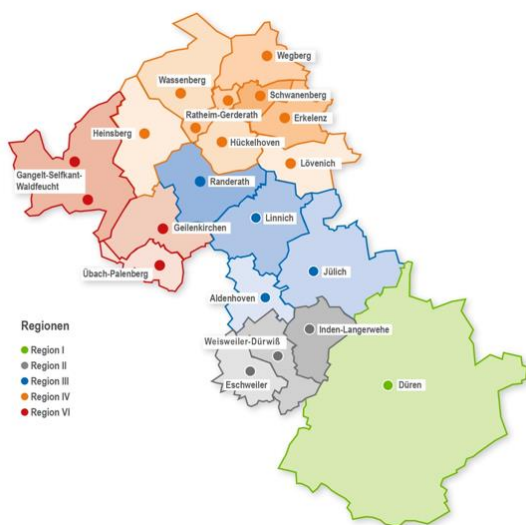 Wegberg
Wassenberg
Schwanenberg
Ratheim-Gerderath
Erkelenz
Heinsberg
Hückelhoven
Lövenich
Gangelt-Selfkant-
Waldfeucht
Randerath
Linnich
Geilenkirchen
Übach-Palenberg
Jülich
Aldenhoven
Inden-Langerwehe
Weisweiler-Dürwiß
Eschweiler
Düren
Regionen
Region I
Region II
Region III
Region IV
Region VI